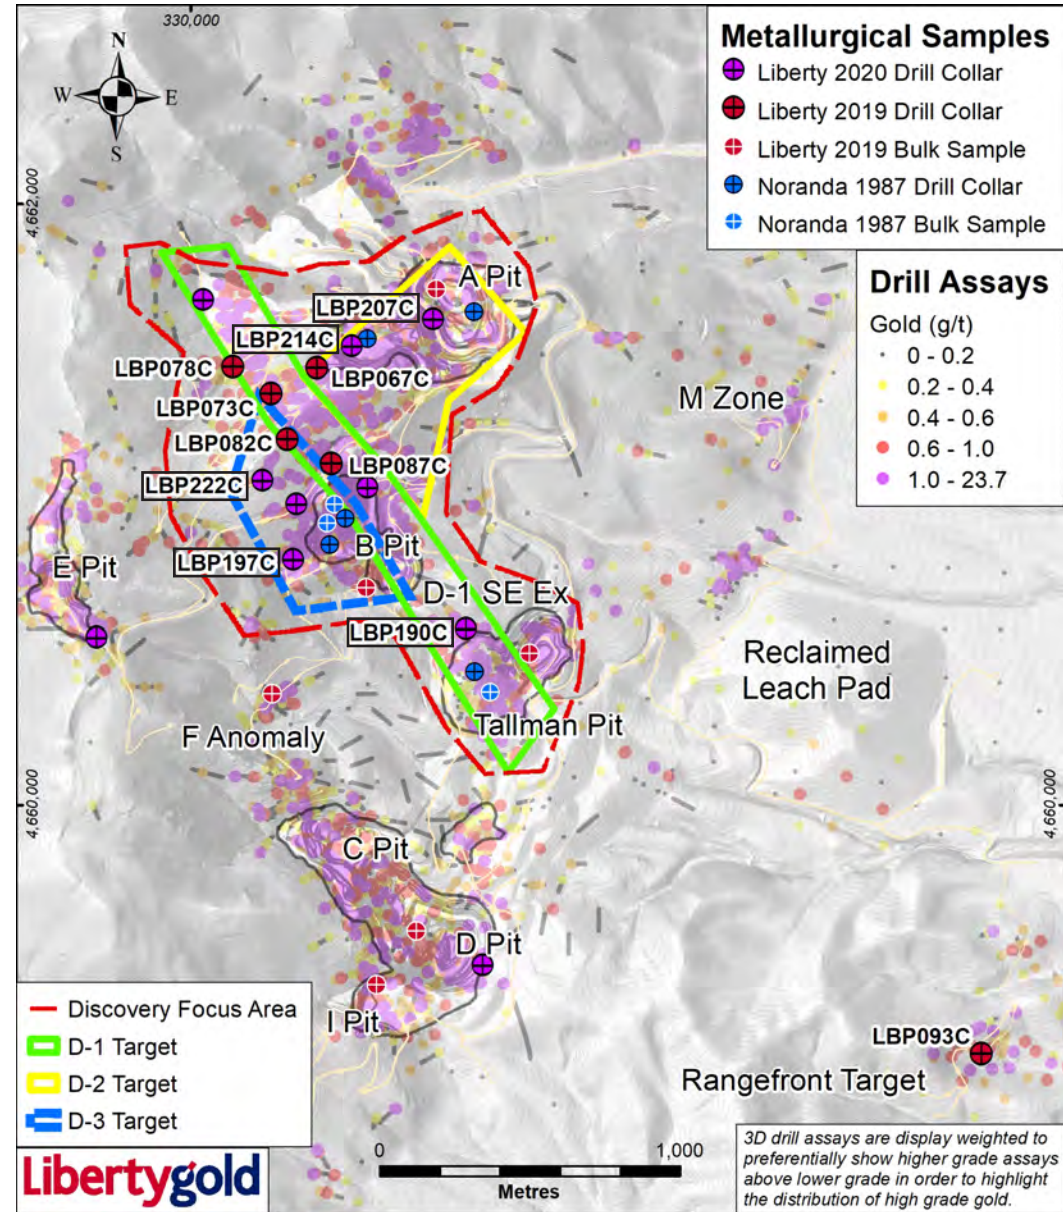 330,000
N
W
E
S
4,662,000
4,660,000
4,660,000
Metallurgical Samples
Liberty 2020 Drill Collar
Liberty 2019 Drill Collar
Liberty 2019 Bulk Sample
Noranda 1987 Drill Collar
Noranda 1987 Bulk Sample
Drill Assays
Gold (g/t)
0 - 0.2
0.2 - 0.4
0.4 - 0.6
0.6 - 1.0
1.0 - 23.7
A Pit
LBP207C
LBP214C
LBP078C
LBP067C
LBP073C
M Zone
LBP082C
LBP087C
LBP222C
B Pit
LBP197C
E Pit
D-1 SE Ex
LBP190C
Reclaimed
Leach Pad
Tallman Pit
F Anomaly
C Pit
D Pit
I Pit
LBP093C
Rangefront Target
Discovery Focus Area
D-1 Target
D-2 Target
D-3 Target
Libertygold
0
1,000
Metres
3D drill assays are display weighted to
preferentially show higher grade assays
above lower grade in order to highlight
the distribution of high grade gold.